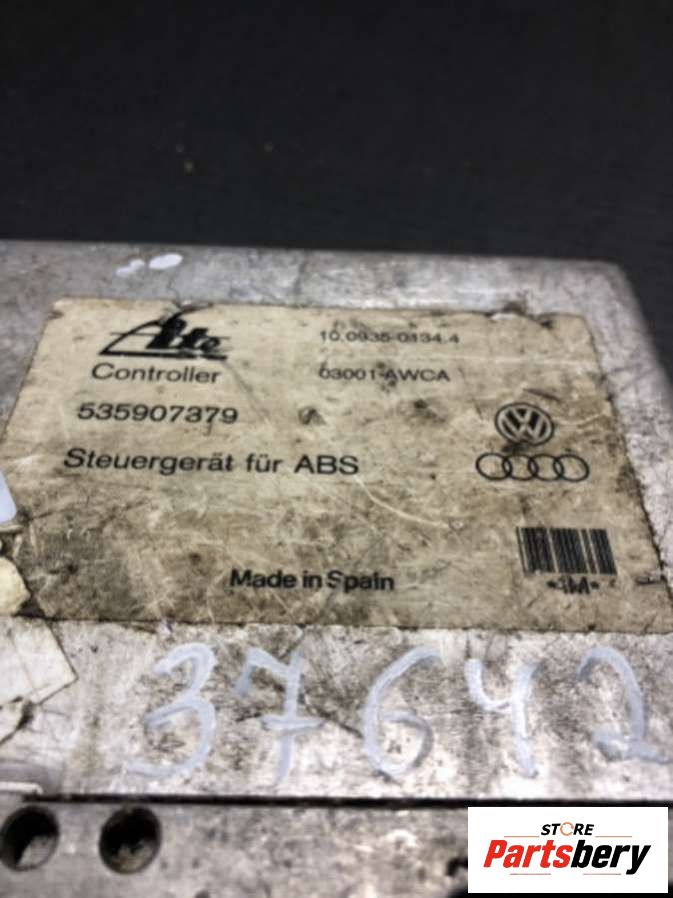 Ate
10.0935-0134.4
Controller
03001-AWCA
535907379 A
Steuergerät für ABS
Made in Spain
37642
STORE
Partsbery